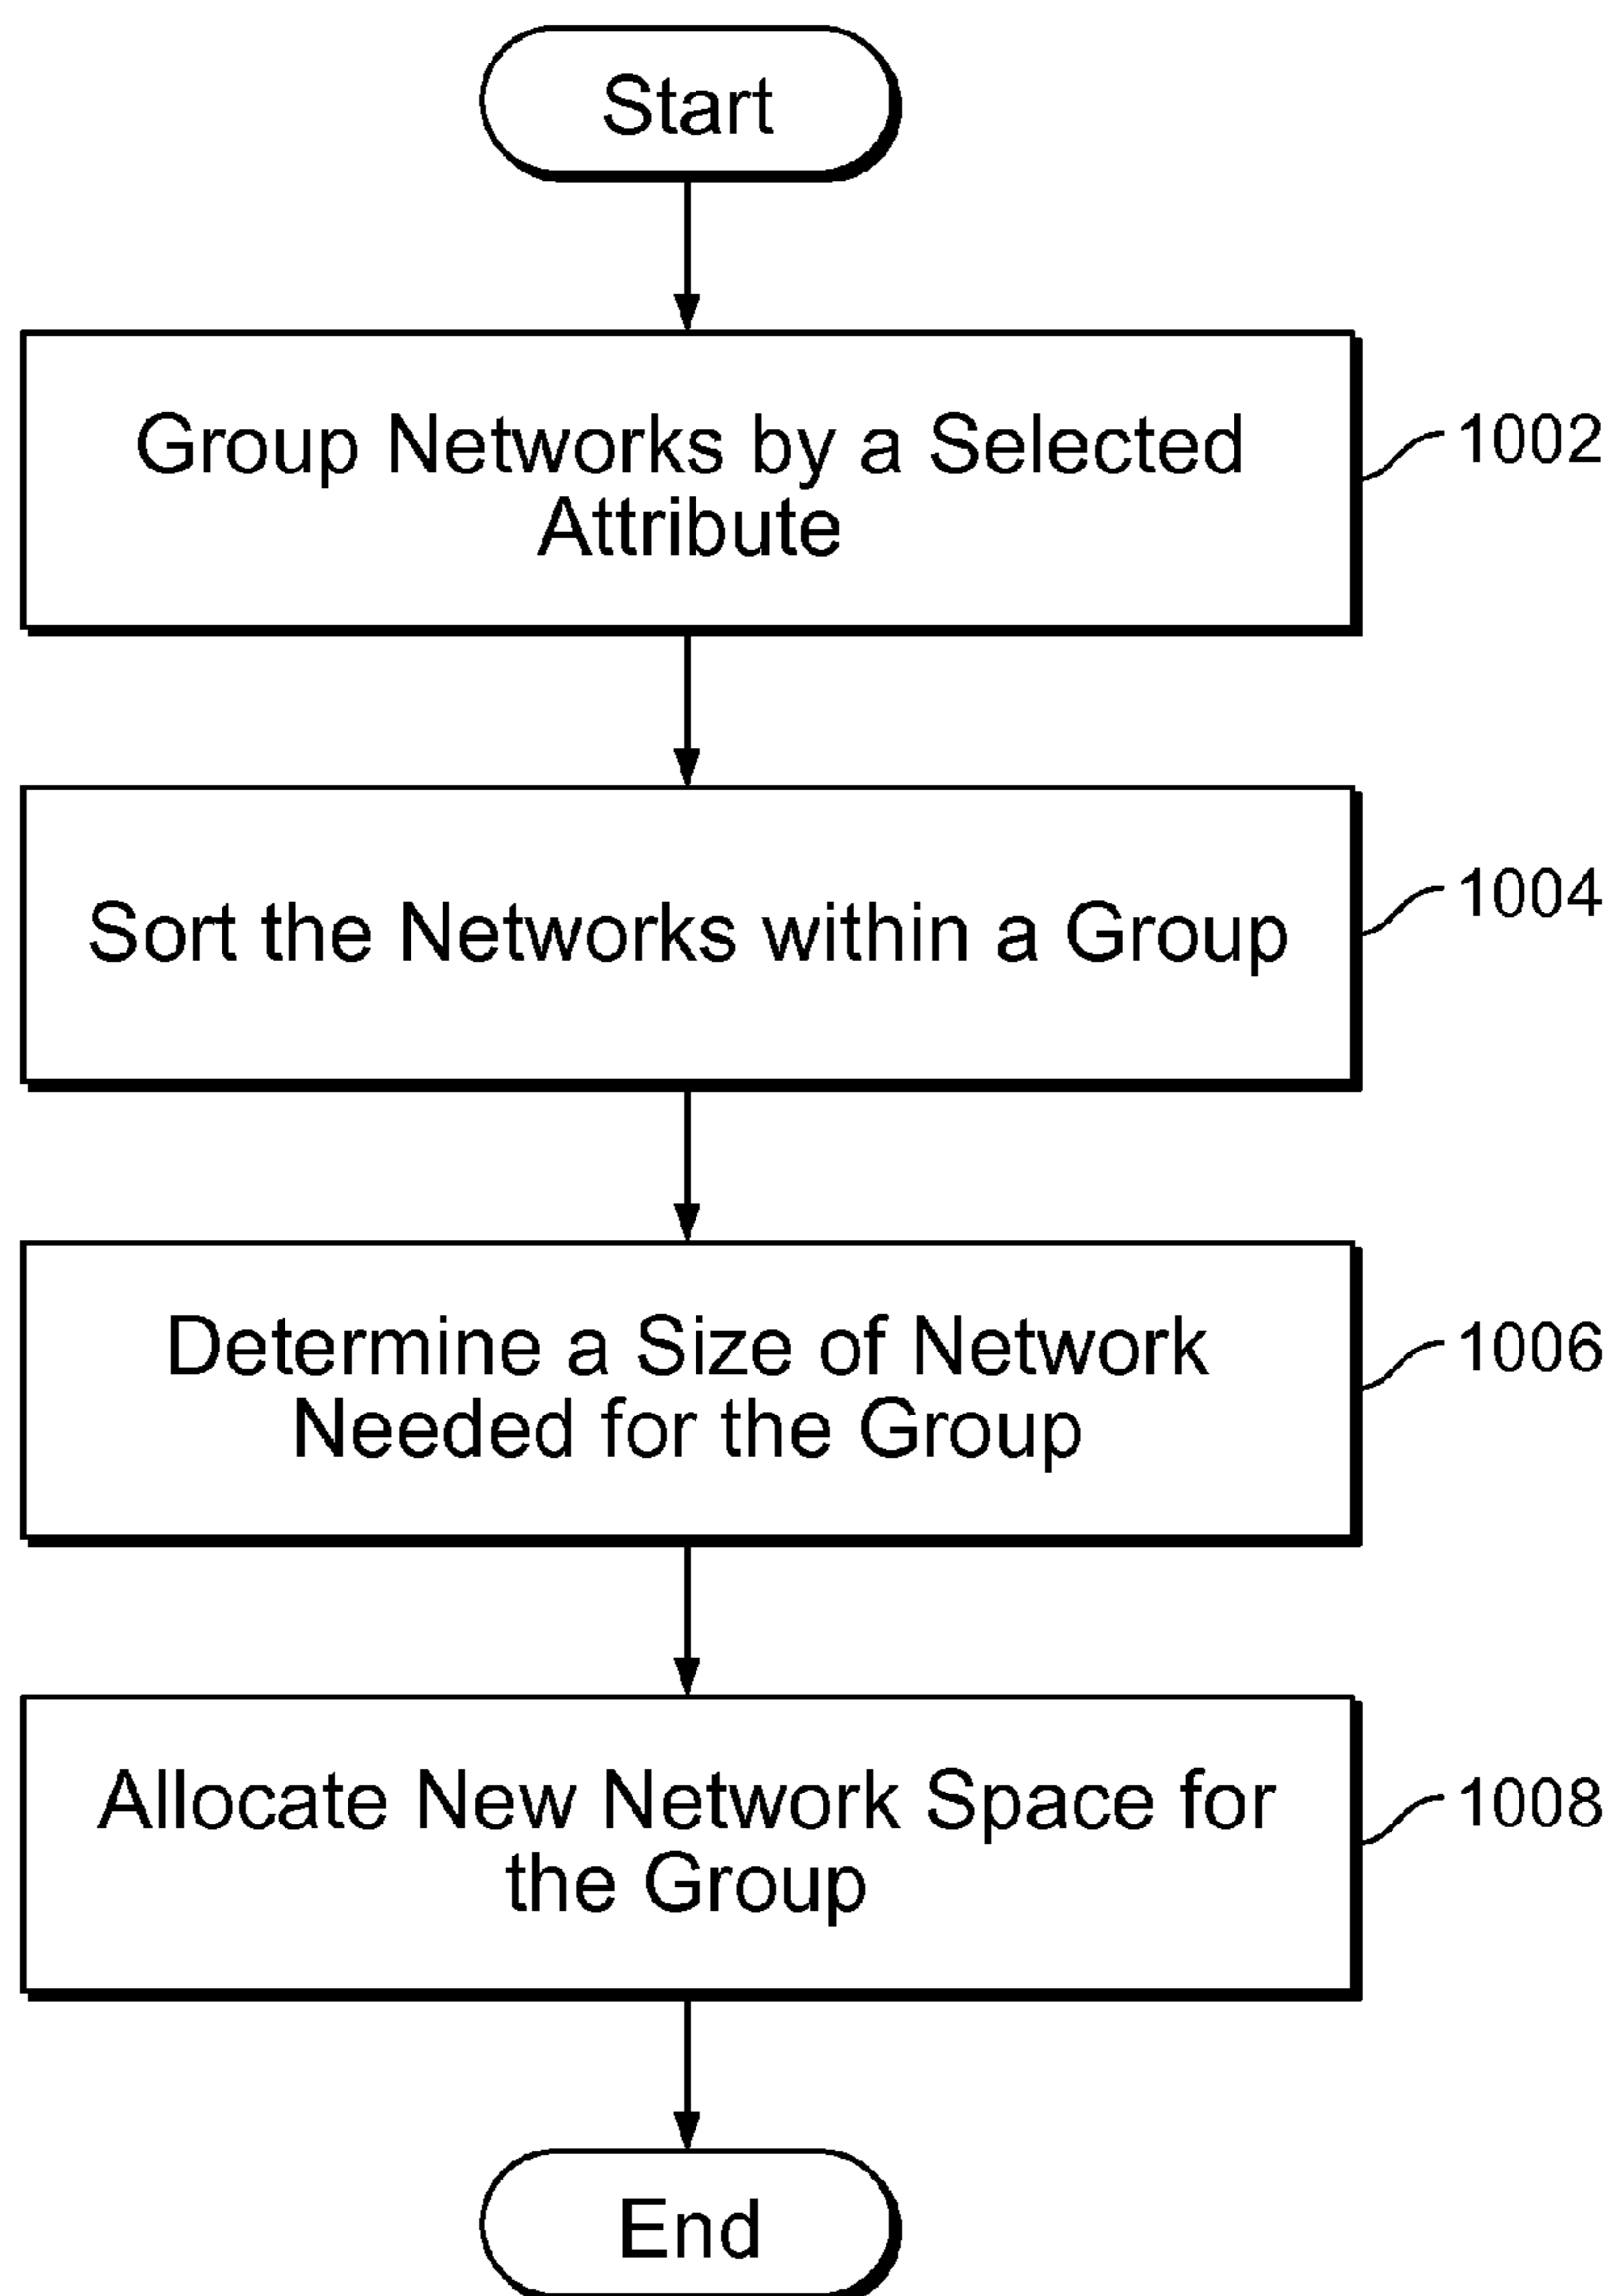 Start
Group Networks by a Selected
Attribute
1002
Sort the Networks within a Group
1004
Determine a Size of Network
Needed for the Group
1006
Allocate New Network Space for
the Group
1008
End